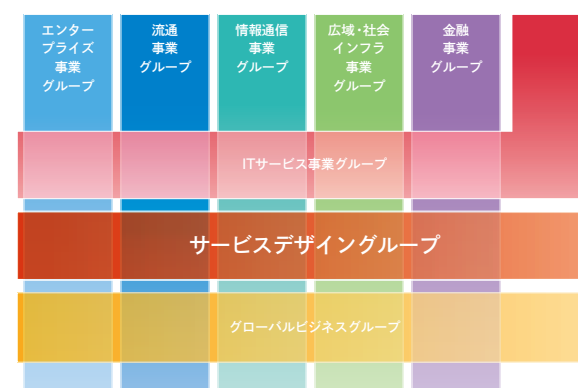 エンター
プライズ
事業
グループ
流通
事業
グループ
情報通信
事業
グループ
広域・社会
インフラ
事業
グループ
金融
事業
グループ
ITサービス事業グループ
サービスデザイングループ
グローバルビジネスグループ